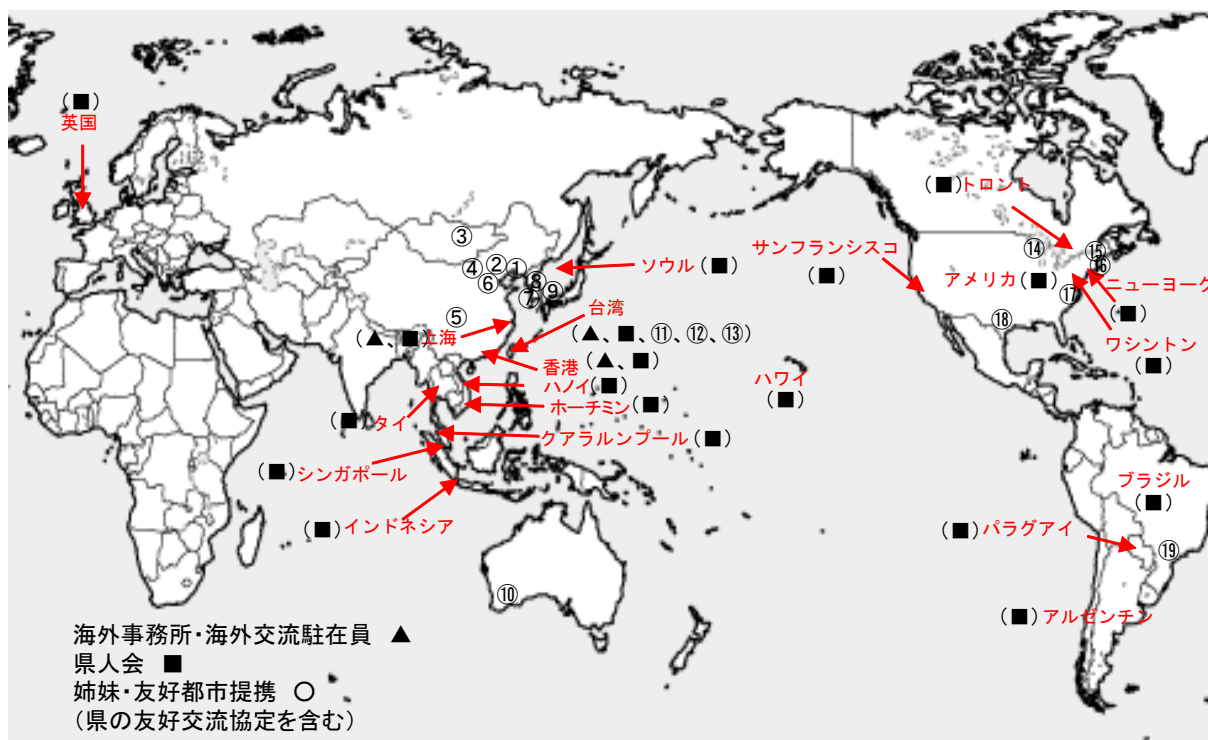 (■)
英国
(■)トロント
③
⑭
⑮
サンフランシスコ
(■)
④
②
①
ソウル(■)
⑯
⑥
⑧
アメリカ(■)
ニューヨーク
(■)
⑦
⑨
⑰
⑤
台湾
⑱
(▲、■)上海
(▲、■、⑪、⑫、⑬)
ワシントン
(■)
香港
(▲、■)
ハノイ(■)
ハワイ
(■)
ホーチミン(■)
(■)タイ
クアラルンプール(■)
(■)シンガポール
ブラジル
(■)
(■)インドネシア
(■)パラグアイ
⑲
⑩
(■)アルゼンチン
海外事務所・海外交流駐在員 ▲
県人会 ■
姉妹・友好都市提携 ○
(県の友好交流協定を含む)